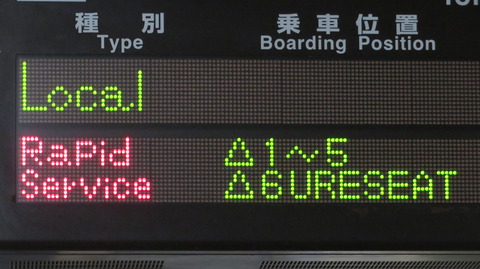 種別 乗車位置
Type Boarding Position
Local
Rapid △1～5
Service △6URESEAT